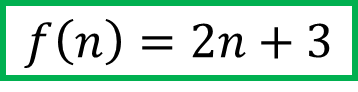 f(n) = 2n + 3